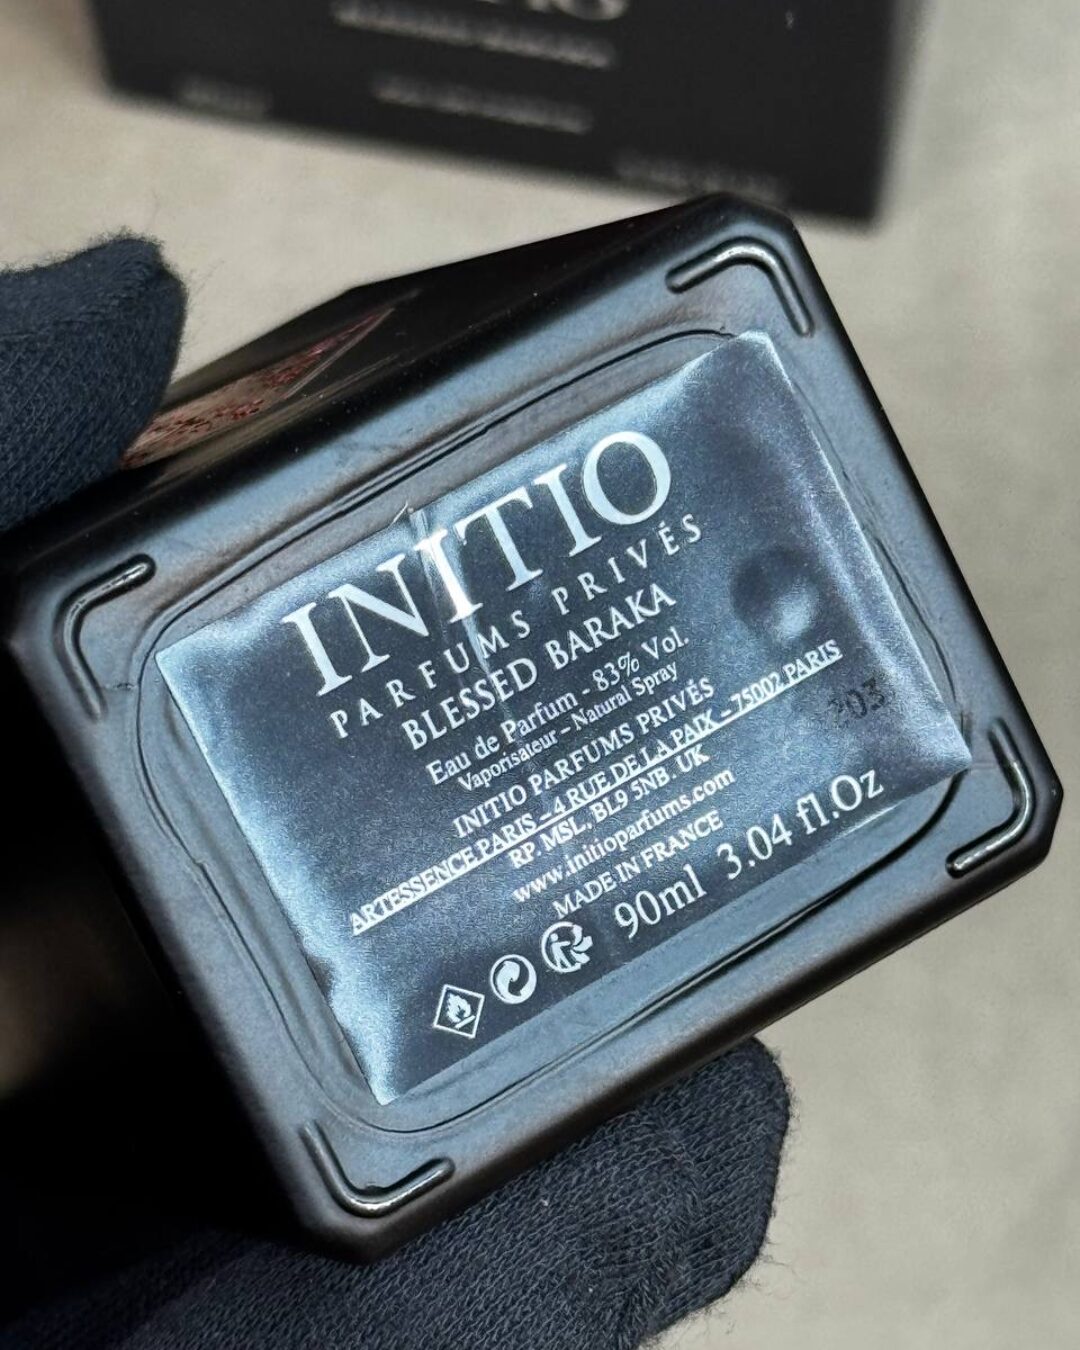 INITIO
PARFUMS PRIVÉS
BLESSED BARAKA
Eau de Parfum - 83% Vol.
Vaporisateur - Natural Spray
INITIO PARFUMS PRIVÉS
ARTESSENCE PARIS - 4 RUE DE LA PAIX - 75002 PARIS
RP. MSL, BL9 5NB. UK
www.initioparfums.com
MADE IN FRANCE
90ml 3.04 fl.Oz